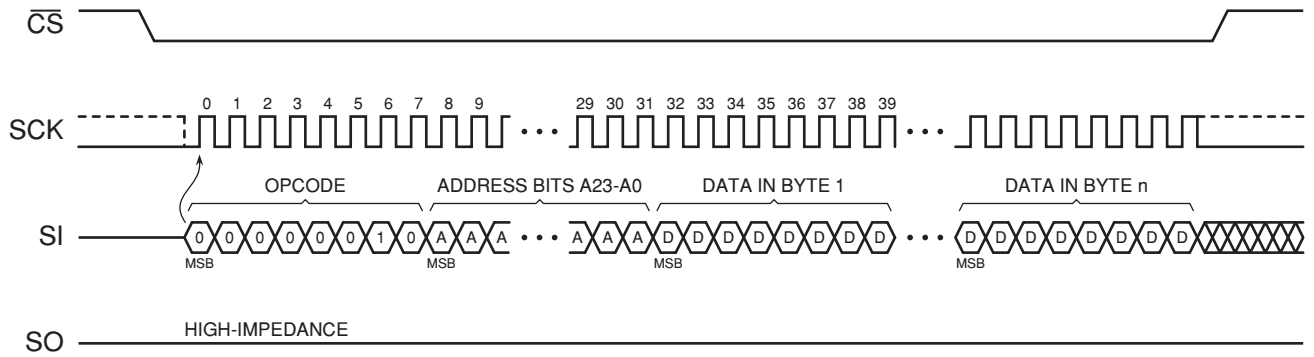 CS
0 1 2 3 4 5 6 7 8 9 29 30 31 32 33 34 35 36 37 38 39
SCK
OPCODE ADDRESS BITS A23-A0 DATA IN BYTE 1 DATA IN BYTE n
SI 0 0 0 0 0 0 1 0 A A A A A A D D D D D D D D D D D D D D D D
MSB MSB MSB MSB
HIGH-IMPEDANCE
SO